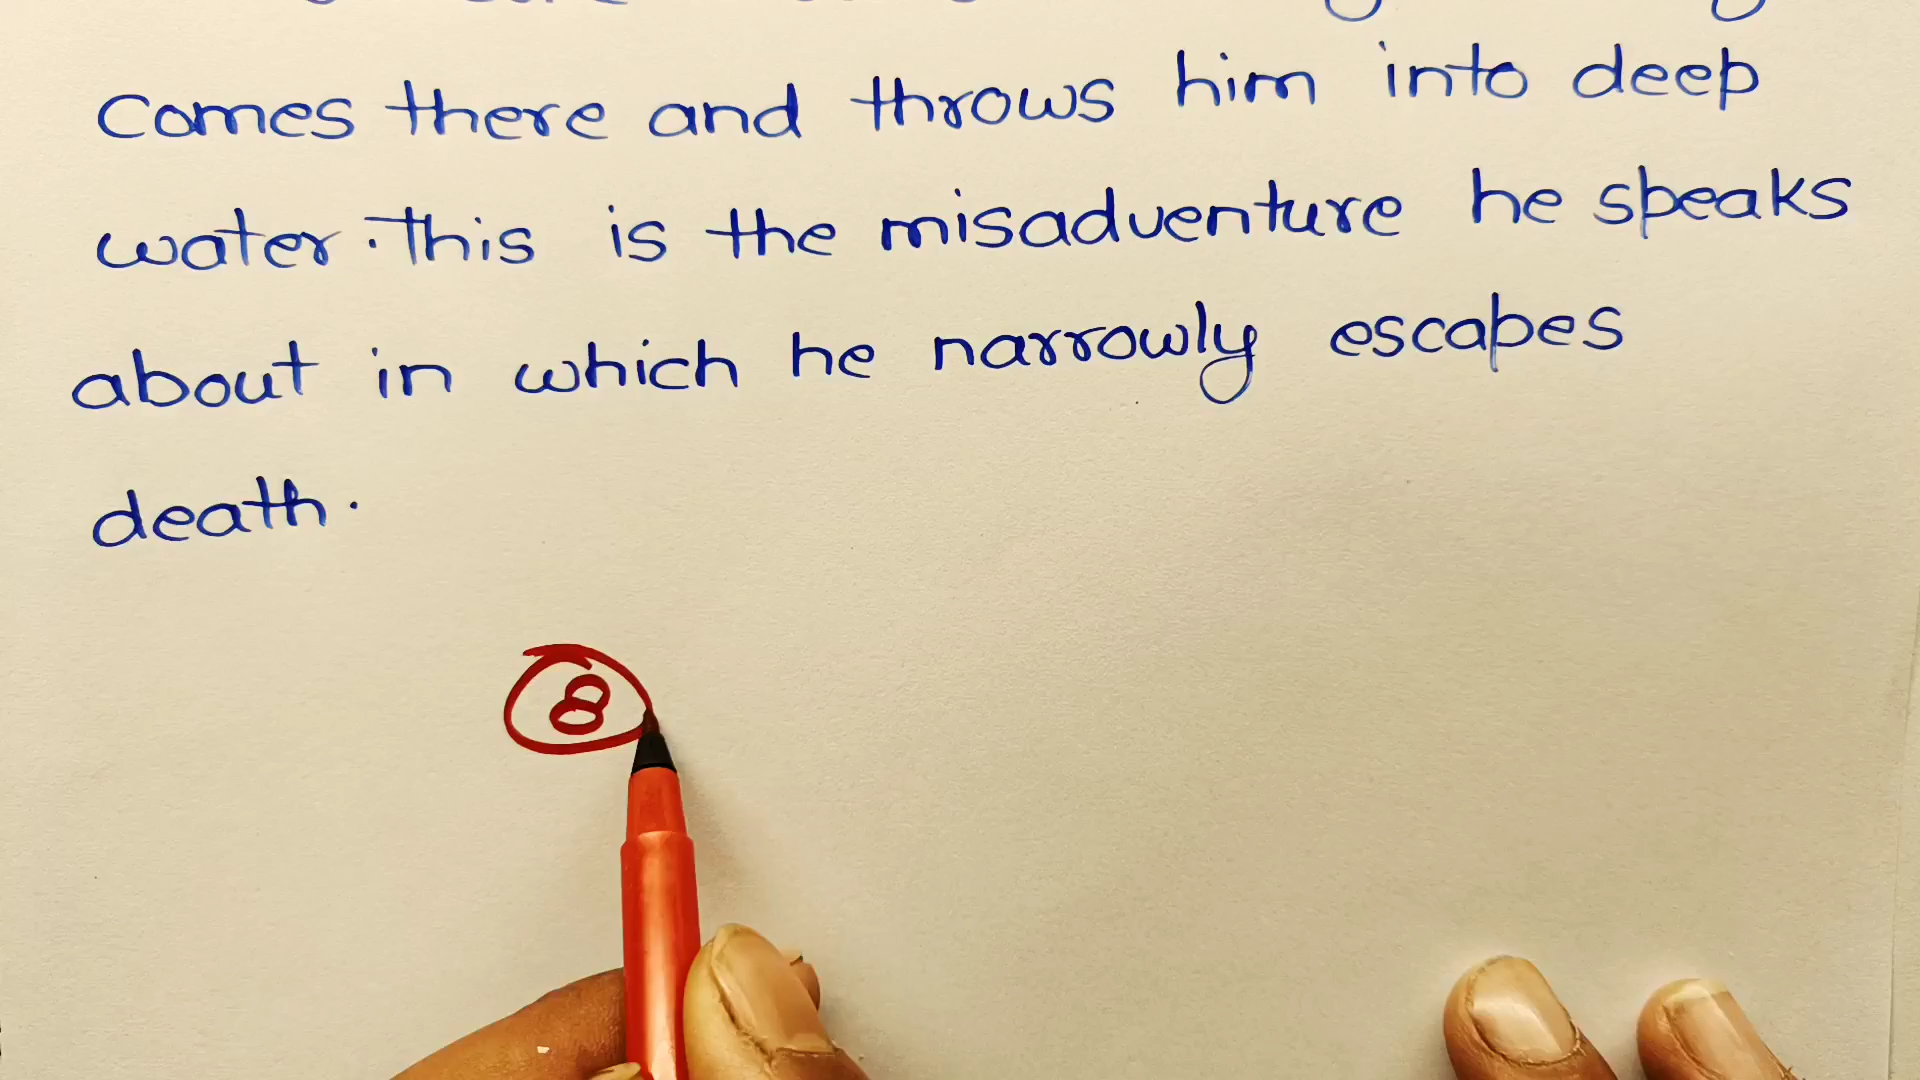 comes there and throws him into deep
water. This is the misadventure he speaks
about in which he narrowly escapes
death.
8